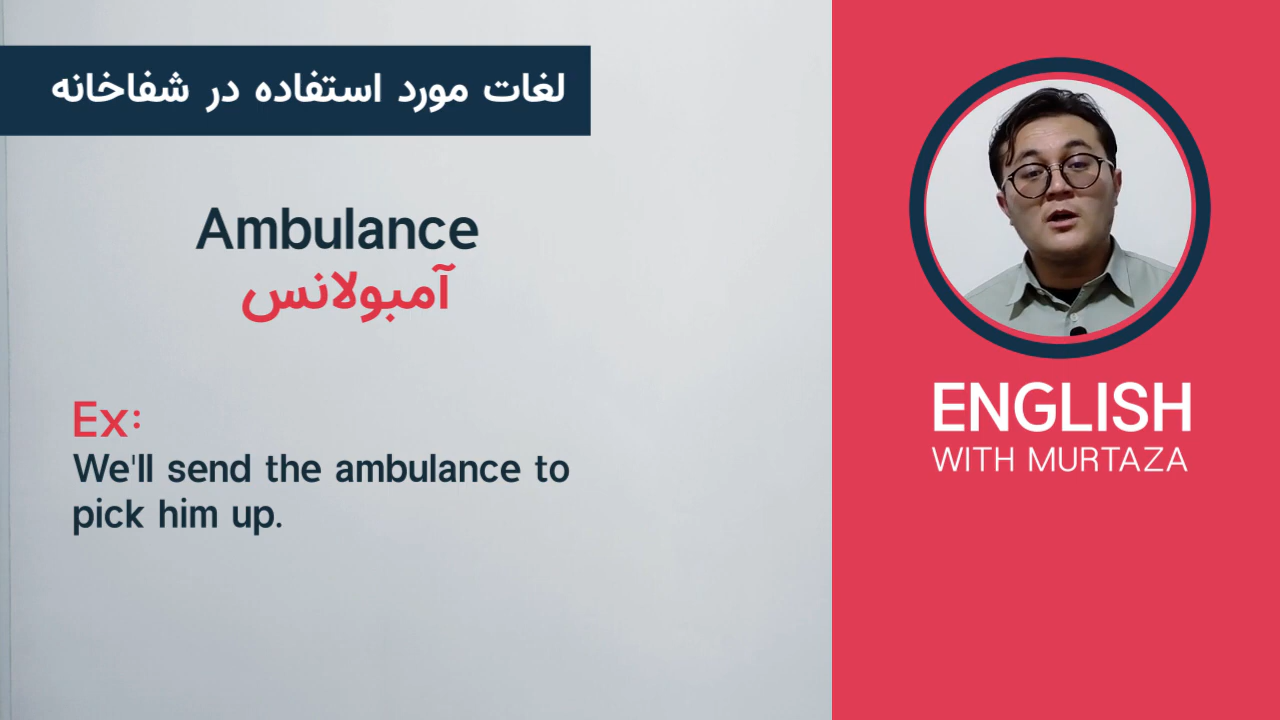 لغات مورد استفاده در شفاخانه
Ambulance
آمبولانس
Ex:
We'll send the ambulance to
pick him up.
ENGLISH
WITH MURTAZA